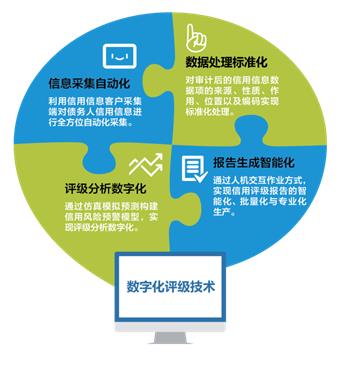 信息采集自动化
利用信用信息客户采集
端对债务人信用信息进
行全方位自动化采集。
数据处理标准化
对审计后的信用信息数
据项的来源、性质、作
用、位置以及编码实现
标准化处理。
评级分析数字化
通过仿真模拟预测构建
信用风险预警模型，实
现评级分析数字化。
报告生成智能化
通过人机交互作业方式，
实现信用评级报告的智
能化、批量化与专业化
生产。
数字化评级技术